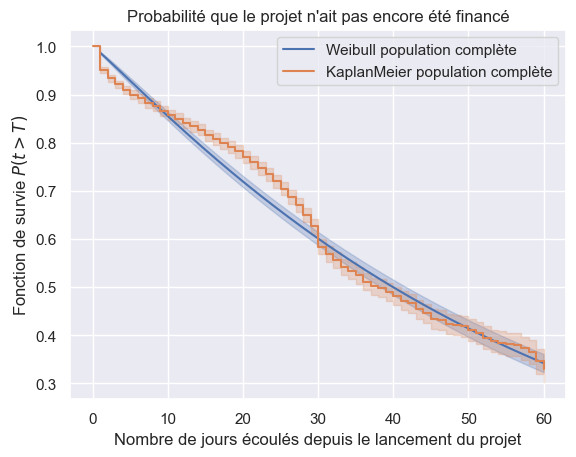 Probabilité que le projet n'ait pas encore été financé
Weibull population complète
KaplanMeier population complète
1.0
0.9
0.8
0.7
0.6
0.5
0.4
0.3
Fonction de survie P(t > T)
0 10 20 30 40 50 60
Nombre de jours écoulés depuis le lancement du projet